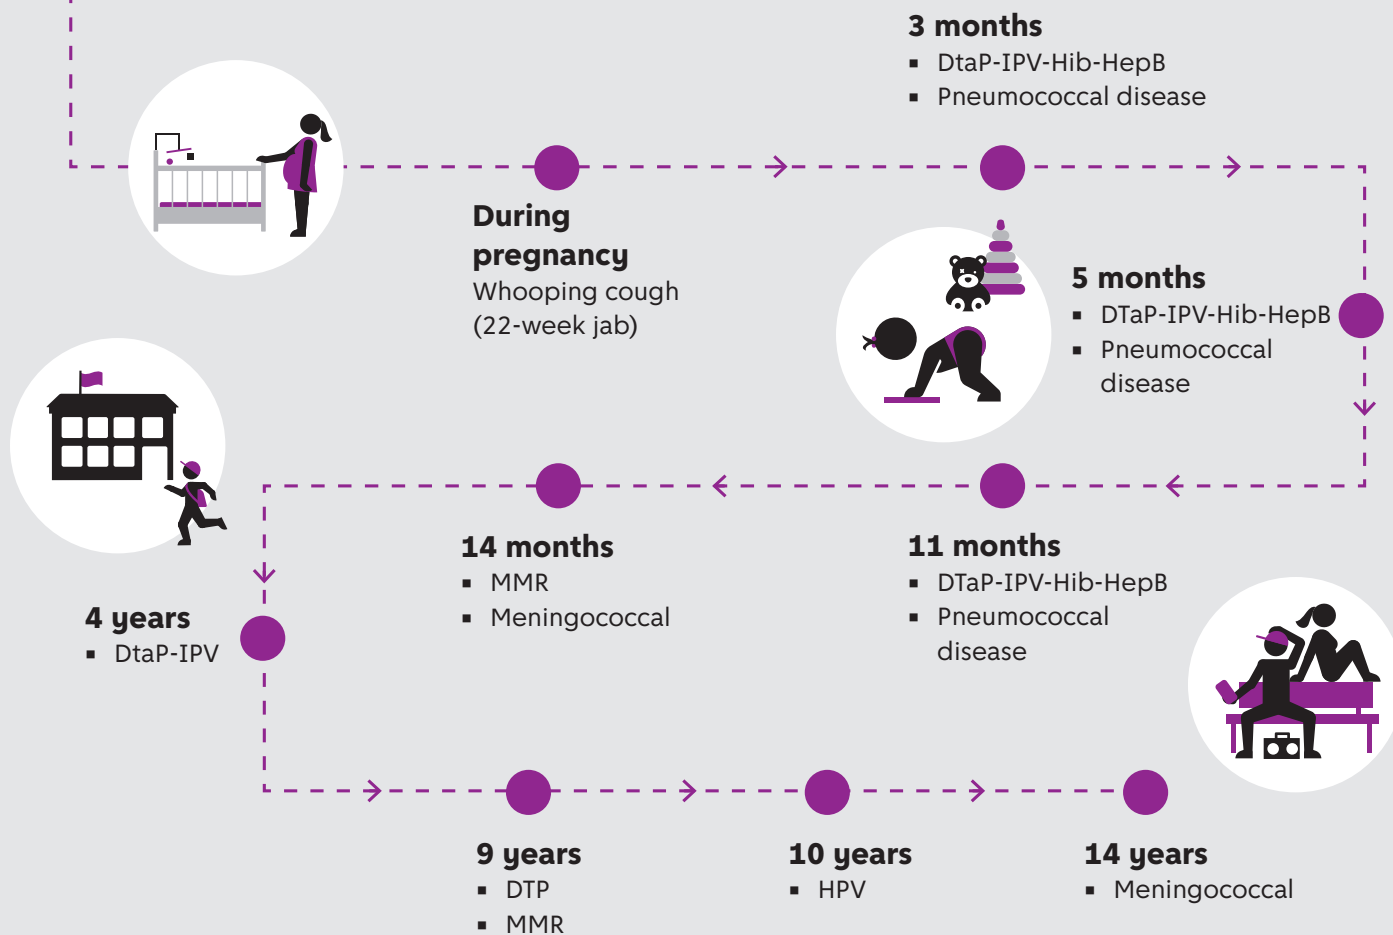 During
pregnancy
Whooping cough
(22-week jab)
3 months
▪ DtaP-IPV-Hib-HepB
▪ Pneumococcal disease
5 months
▪ DTaP-IPV-Hib-HepB
▪ Pneumococcal
disease
11 months
▪ DTaP-IPV-Hib-HepB
▪ Pneumococcal
disease
14 months
▪ MMR
▪ Meningococcal
4 years
▪ DtaP-IPV
9 years
▪ DTP
▪ MMR
10 years
▪ HPV
14 years
▪ Meningococcal